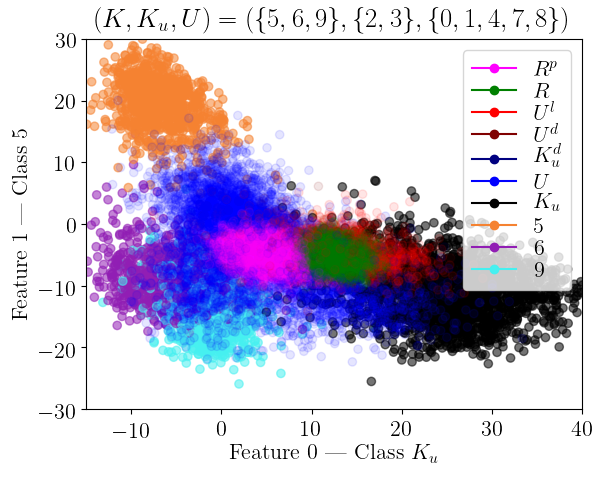 (K, K_u, U) = ({5, 6, 9}, {2, 3}, {0, 1, 4, 7, 8})
R^p
R
U^l
U^d
K_u^d
U
K_u
5
6
9
30
20
10
0
−10
−20
−30
Feature 1 — Class 5
−10
0
10
20
30
40
Feature 0 — Class K_u